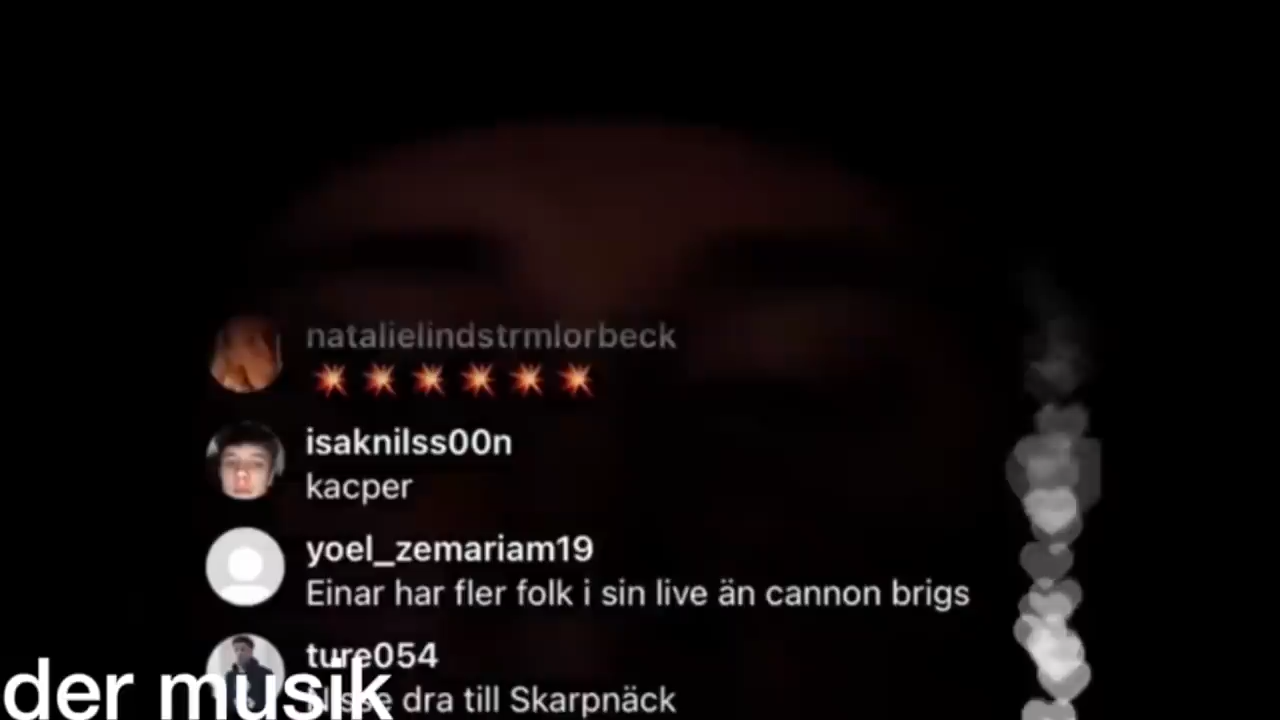 natalielindstrmlorbeck
💥💥💥💥💥💥
isaknilss00n
kacper
yoel_zemariam19
Einar har fler folk i sin live än cannon brigs
ture054
dra till Skarpnäck
der musik